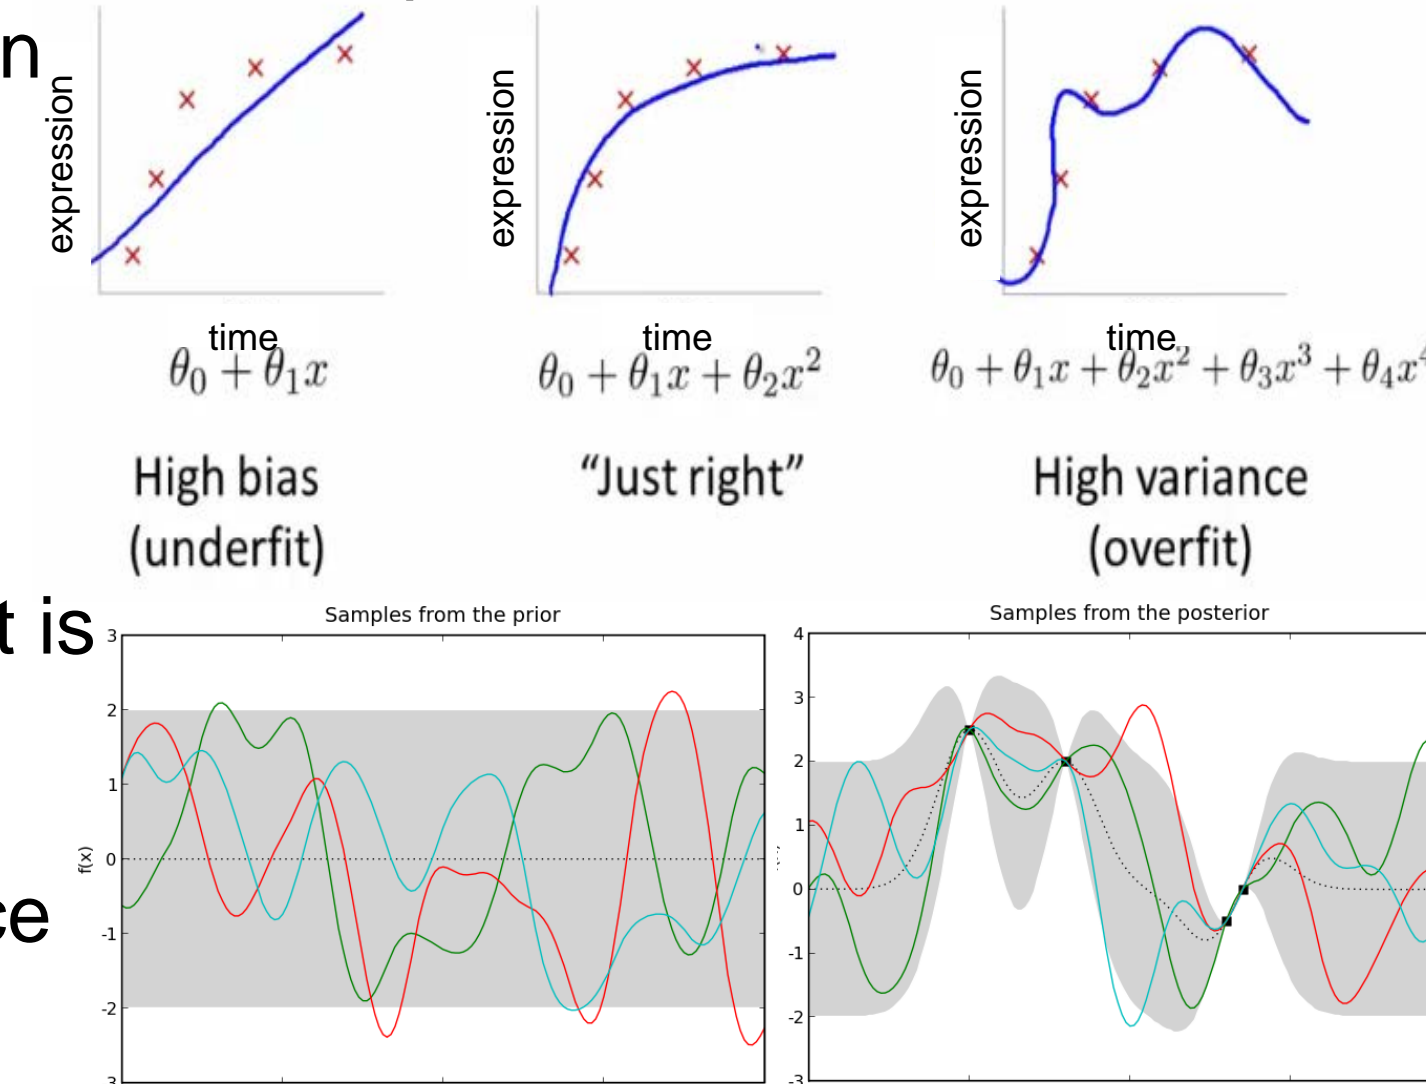 n
expression
expression
expression
time
time
time
θ₀ + θ₁x
θ₀ + θ₁x + θ₂x²
θ₀ + θ₁x + θ₂x² + θ₃x³ + θ₄x⁴
High bias
(underfit)
“Just right”
High variance
(overfit)
t is
Samples from the prior
3
2
1
0
-1
-2
3
f(x)
Samples from the posterior
4
3
2
1
0
-1
-2
-3
ce